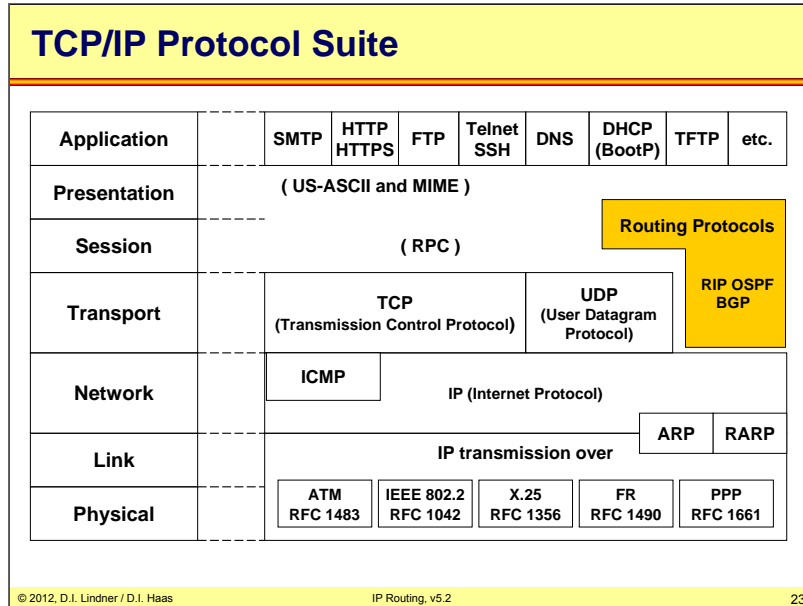 TCP/IP Protocol Suite
Application
SMTP
HTTP
HTTPS
FTP
Telnet
SSH
DNS
DHCP
(BootP)
TFTP
etc.
Presentation
( US-ASCII and MIME )
Session
( RPC )
Routing Protocols
RIP OSPF
BGP
Transport
TCP
(Transmission Control Protocol)
UDP
(User Datagram
Protocol)
Network
ICMP
IP (Internet Protocol)
ARP
RARP
Link
IP transmission over
Physical
ATM
RFC 1483
IEEE 802.2
RFC 1042
X.25
RFC 1356
FR
RFC 1490
PPP
RFC 1661
© 2012, D.I. Lindner / D.I. Haas
IP Routing, v5.2
23